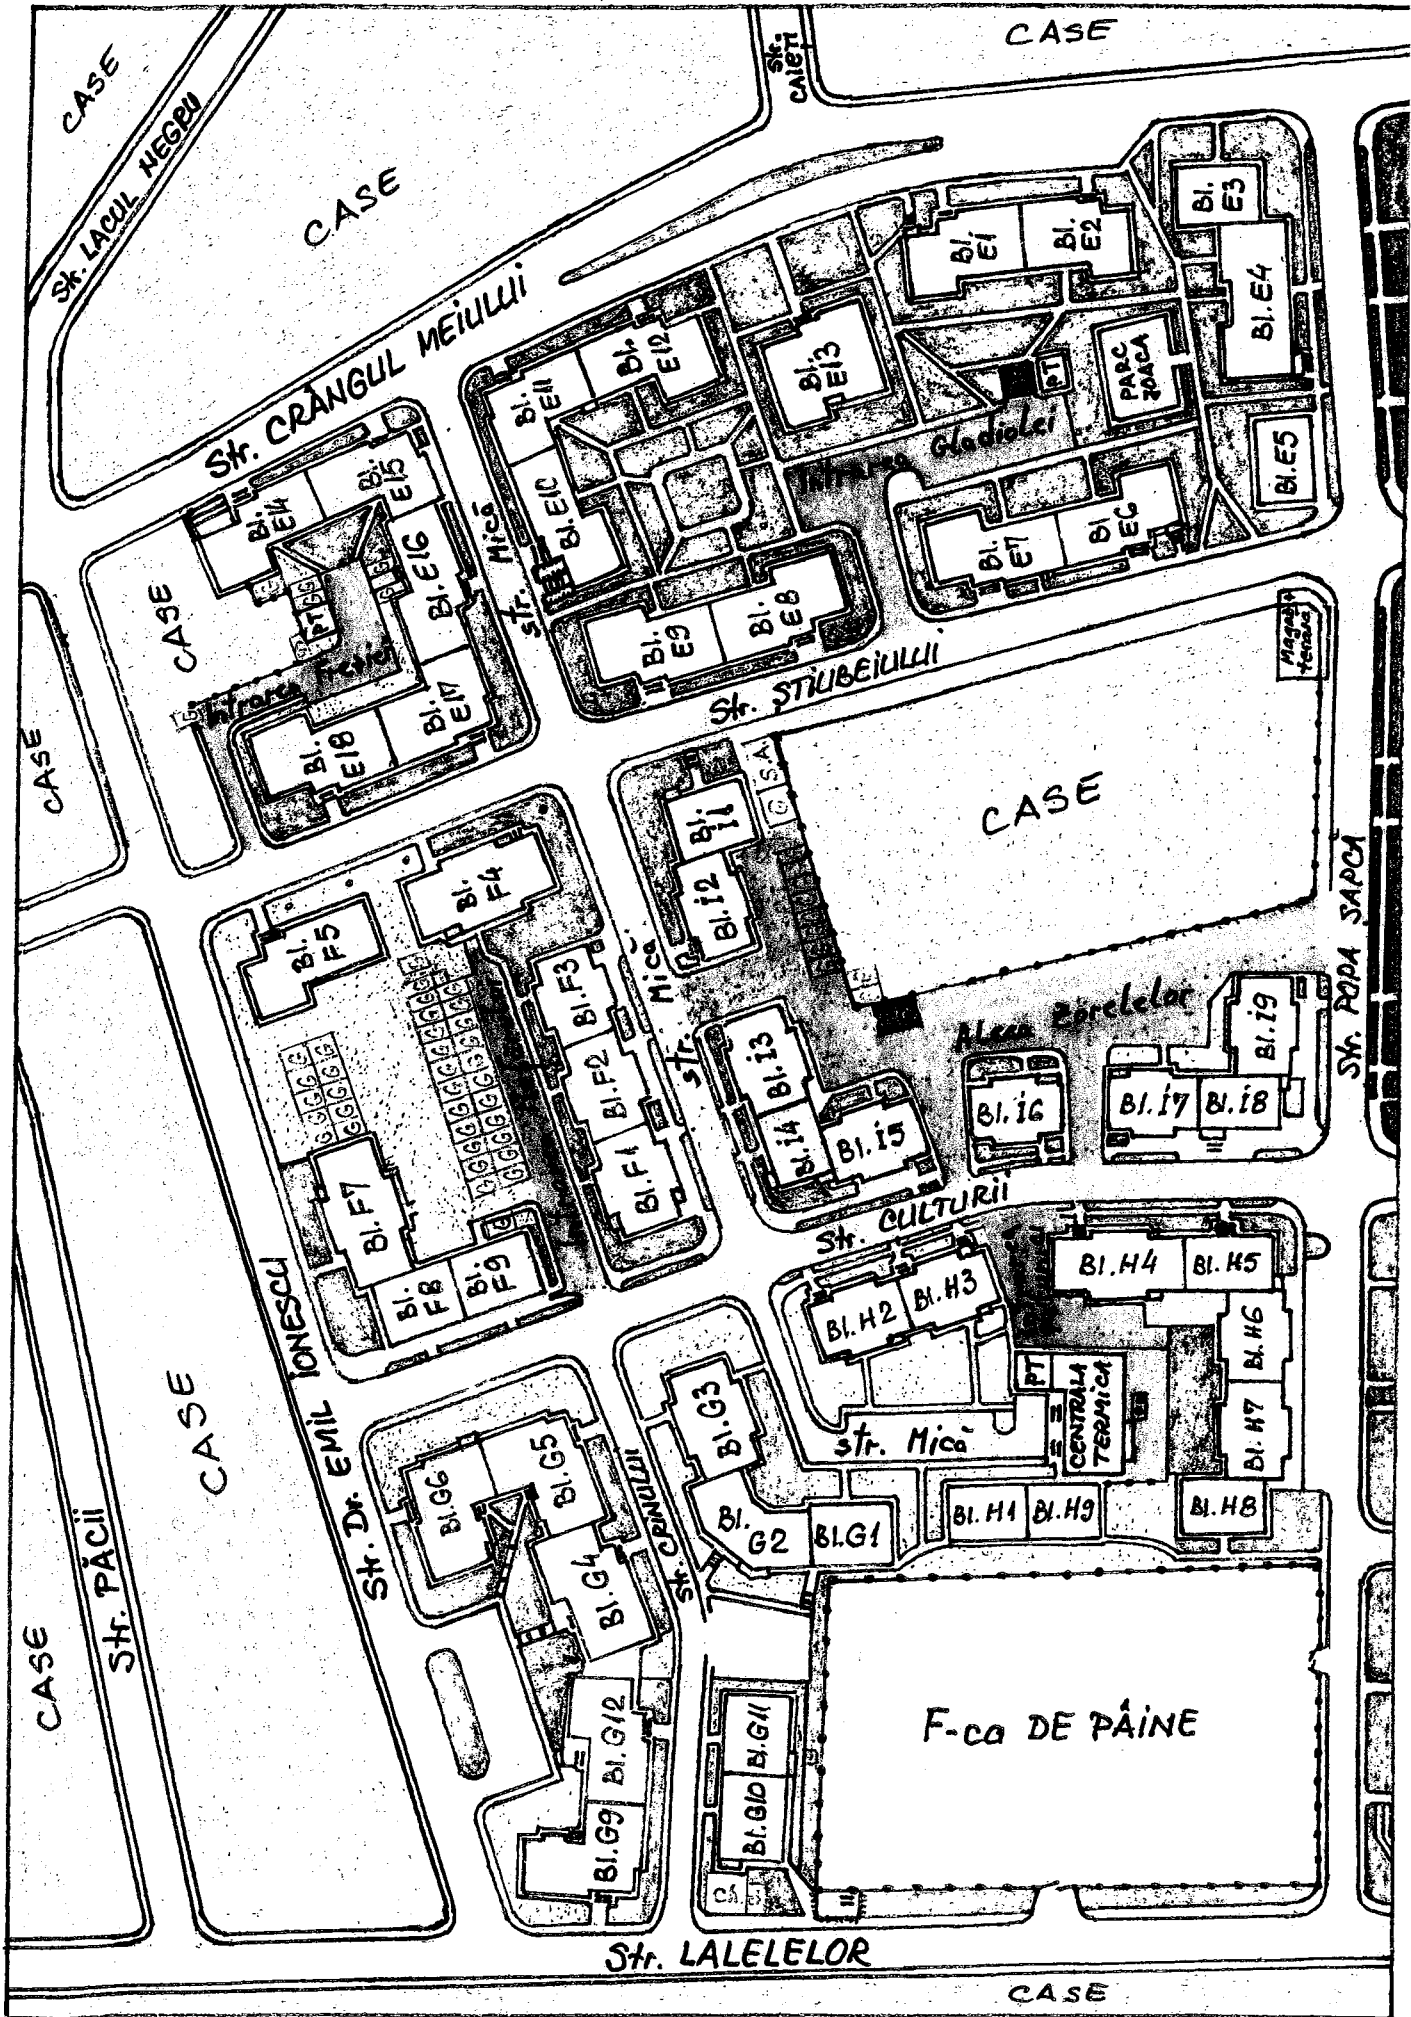 CASE
CASE
Str. LACUL NEGRU
Str. CAIETI
CASE
Str. CRÂNGUL MEIULUI
Bl. E3
Bl. E4
Bl. E1
Bl. E2
Bl. E11
Bl. E12
Bl. E13
PT
PARC JOACA
Bl. E5
Intrarea Gladiolei
Bl. E14
Bl. E15
Bl. E16
Bl. E10
str. Mică
Bl. E7
Bl. E6
CASE
G G
PT
Bl. E9
Bl. E8
Bl. E17
Bl. E18
Intrarea
G
Str. STIUBEIULUI
CASE
CASE
Bl. I1
Bl. I2
G S.A.
Bl. F4
Bl. F5
Bl. F3
Bl. F2
Bl. F1
str. Mică
G G G G G G G G
G G G G G G G G
Str. POPA SAPCA
Aleea Zorelelor
Bl. I9
Bl. I3
Bl. I4
Bl. I5
Bl. I6
Bl. I7
Bl. I8
Bl. F7
Bl. F8
Bl. F9
G
Str. CULTURII
Bl. H2
Bl. H3
Bl. H4
Bl. H5
Bl. H6
Bl. H7
PT
CENTRALA TERMICA
str. Mică
CASE
Str. Dr. EMIL IONESCU
Bl. G3
Bl. G6
Bl. G5
Bl. G4
Bl. G2
Bl. G1
Bl. H1
Bl. H9
Bl. H8
Str. CRINULUI
CASE
Str. PĂCII
Bl. G12
Bl. G9
Bl. G11
Bl. G10
Ch.
F-ca DE PÂINE
Str. LALELELOR
CASE